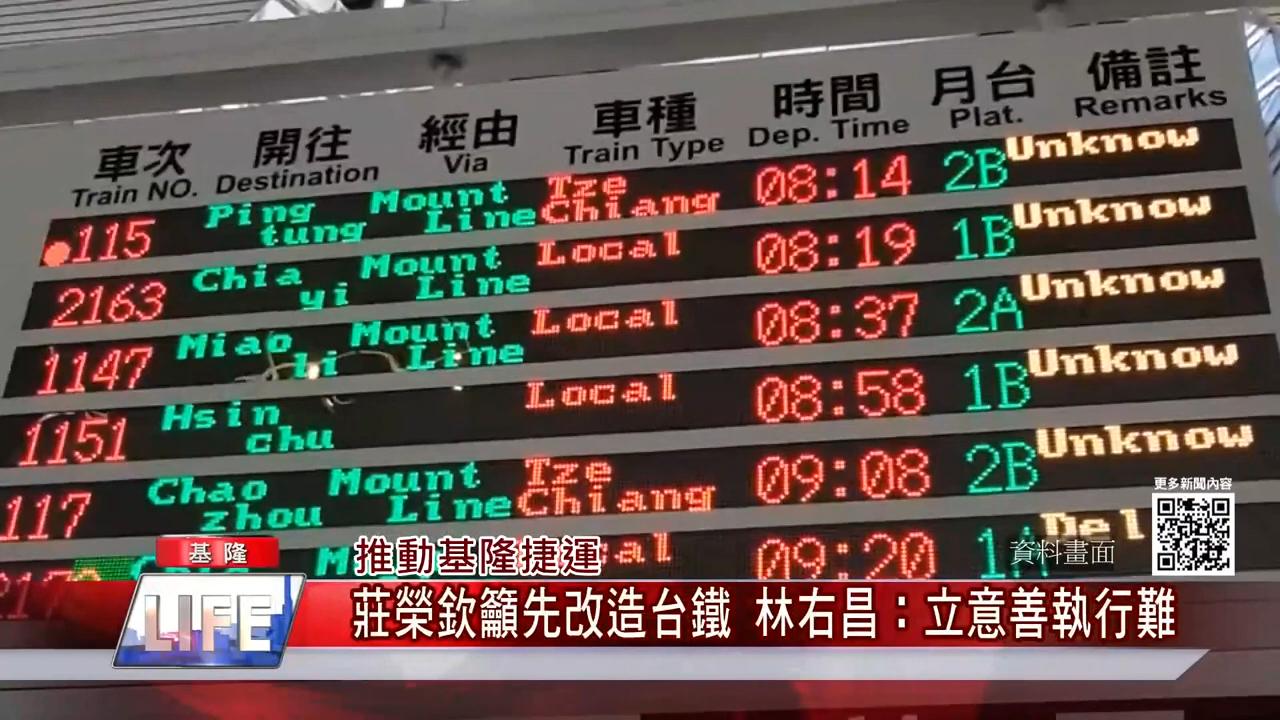 車次 開往 經由 車種 時間 月台 備註
Train NO. Destination Via Train Type Dep. Time Plat. Remarks
115 Ping tung Mount Line Tze Chiang 08:14 2B Unknow
2163 Chia yi Mount Line Local 08:19 1B Unknow
1147 Miao li Mount Line Local 08:37 2A Unknow
1151 Hsin chu Local 08:58 1B Unknow
117 Chao zhou Mount Line Tze Chiang 09:08 2B Unknow
09:20
更多新聞內容
資料畫面
基隆
推動基隆捷運
LIFE
莊榮欽籲先改造台鐵 林右昌：立意善執行難